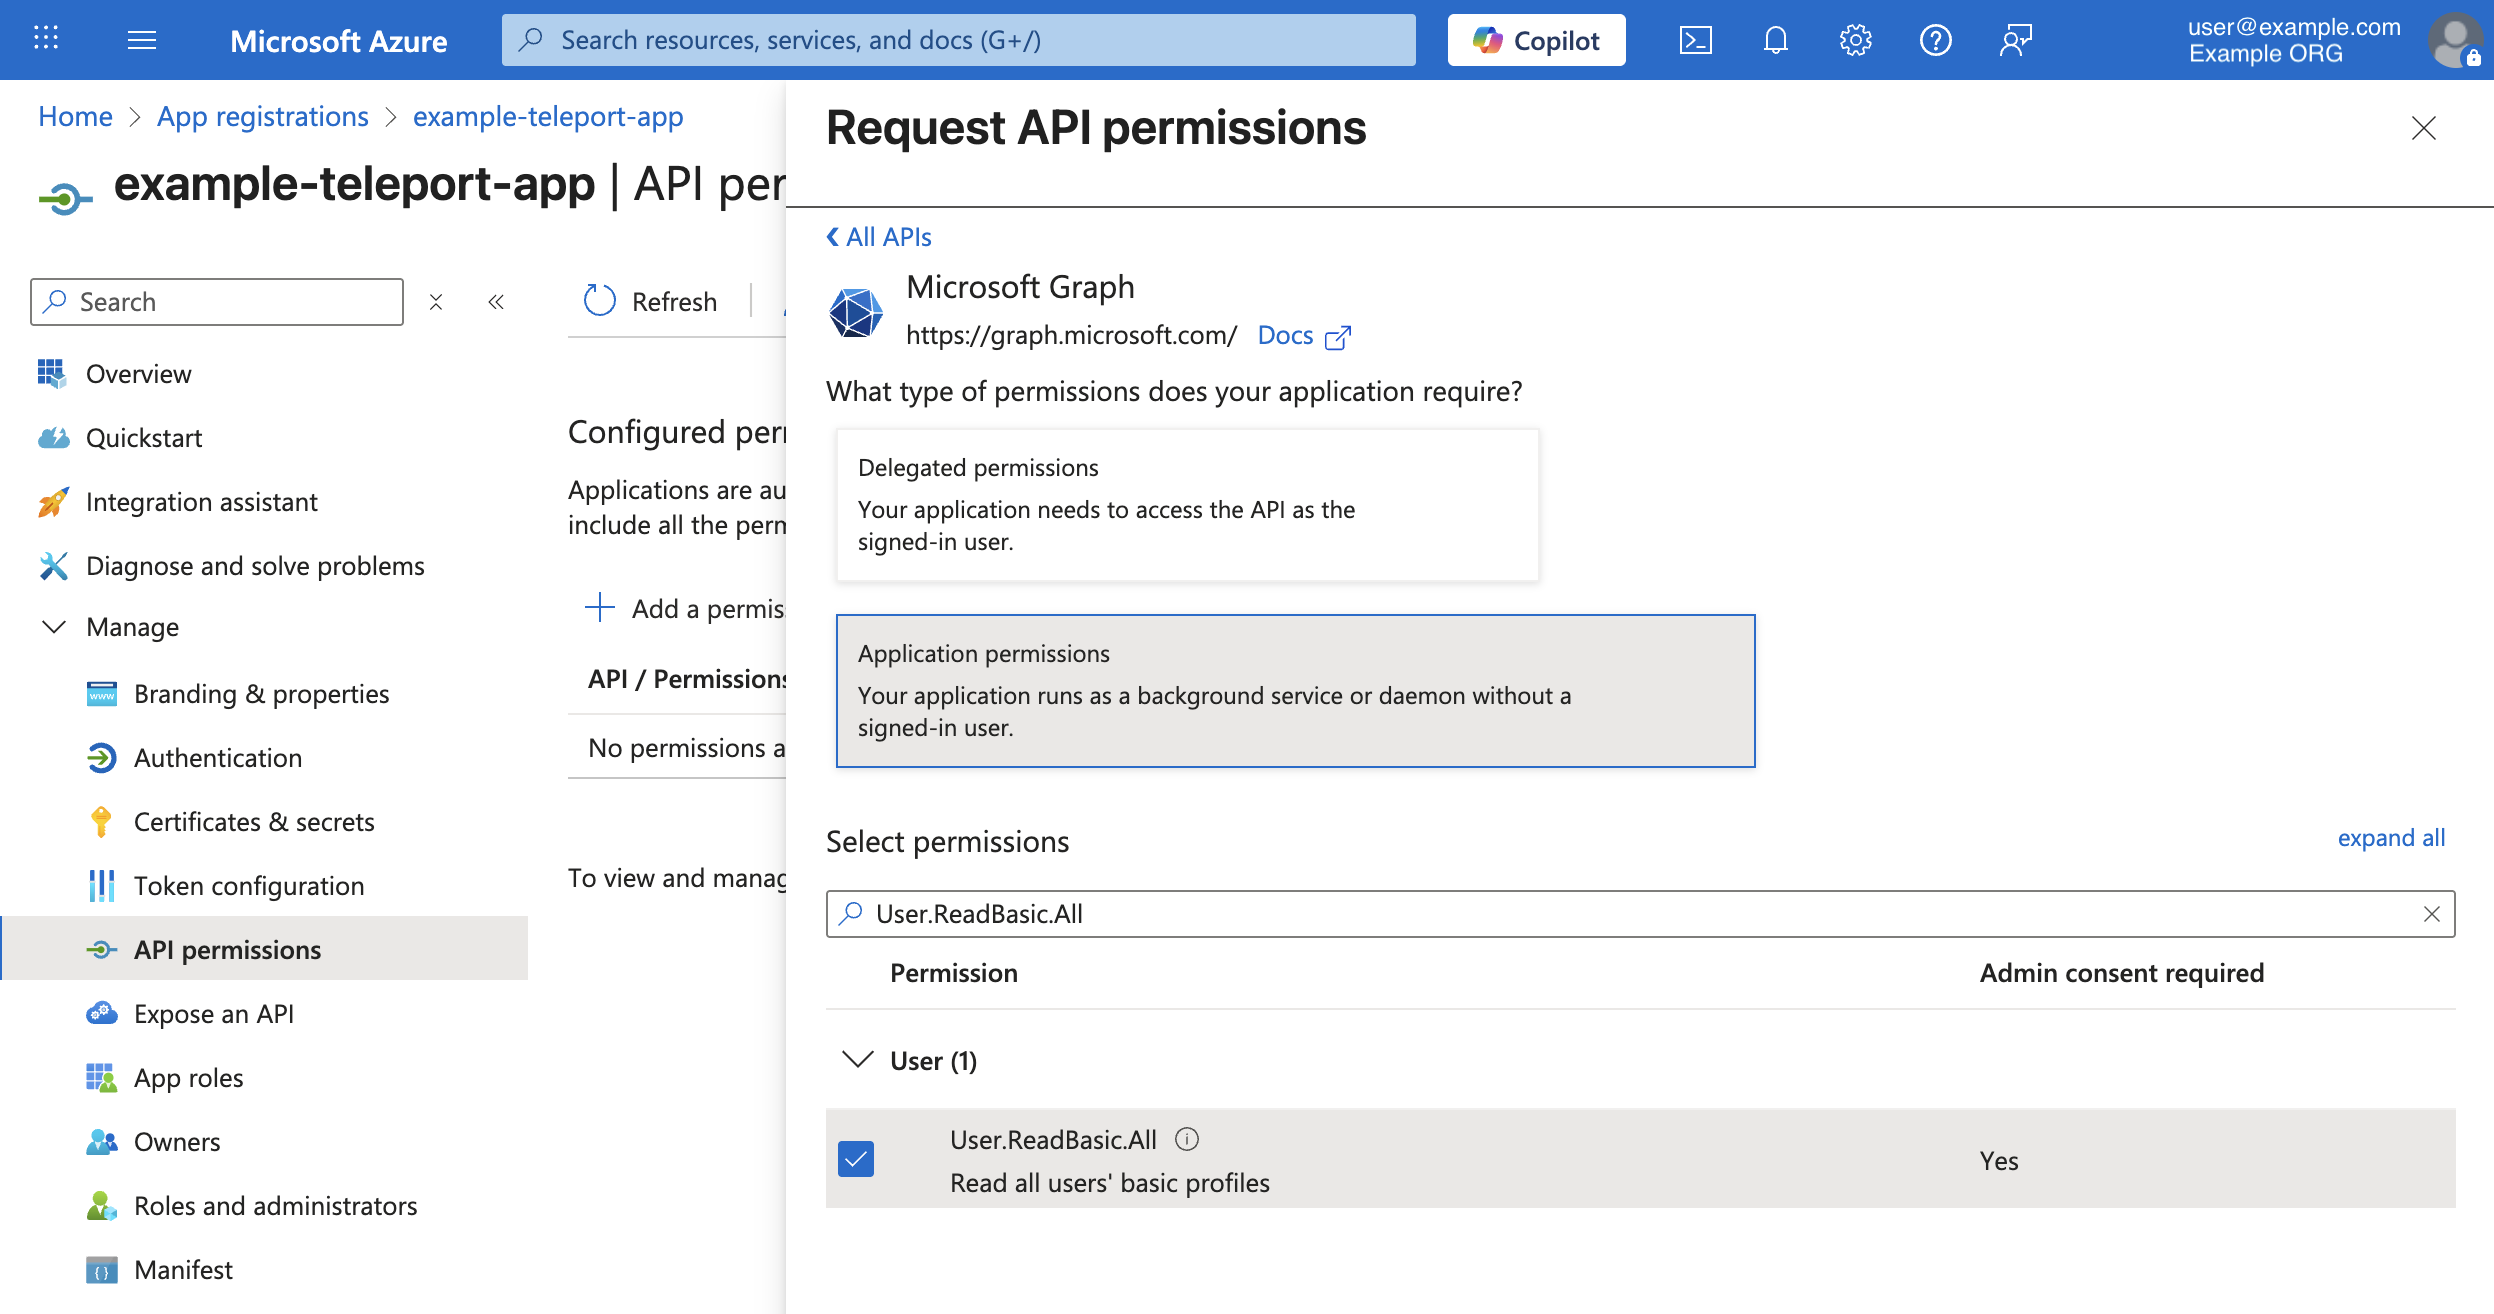 Microsoft Azure
Search resources, services, and docs (G+/)
Copilot
user@example.com
Example ORG
Home > App registrations > example-teleport-app
example-teleport-app | API per
Search
Overview
Quickstart
Integration assistant
Diagnose and solve problems
Manage
Branding & properties
Authentication
Certificates & secrets
Token configuration
API permissions
Expose an API
App roles
Owners
Roles and administrators
Manifest
Refresh
Configured per
Applications are au
include all the perm
Add a permis
API / Permissions
No permissions a
To view and manag
Request API permissions
All APIs
Microsoft Graph
https://graph.microsoft.com/ Docs
What type of permissions does your application require?
Delegated permissions
Your application needs to access the API as the
signed-in user.
Application permissions
Your application runs as a background service or daemon without a
signed-in user.
Select permissions
expand all
User.ReadBasic.All
Permission
Admin consent required
User (1)
User.ReadBasic.All
Read all users' basic profiles
Yes